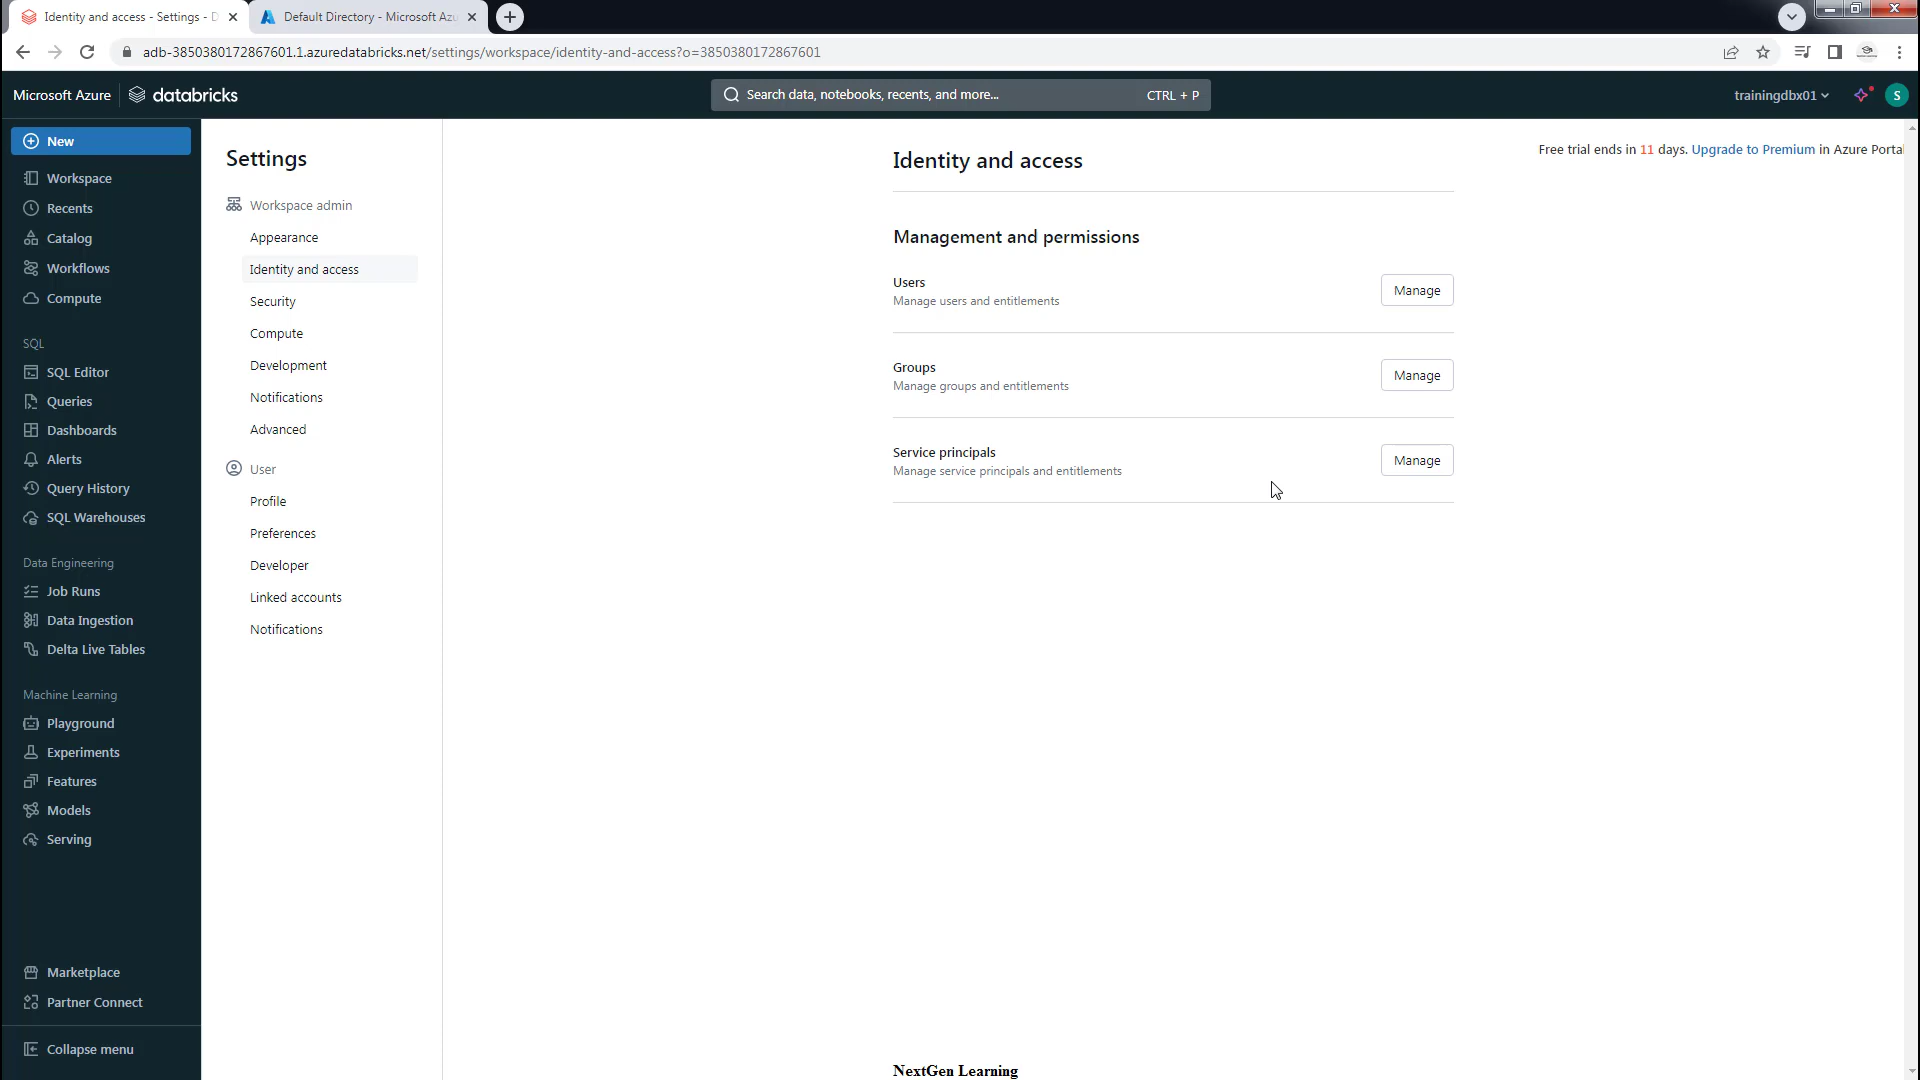 Identity and access - Settings - D
Default Directory - Microsoft Azu
adb-3850380172867601.1.azuredatabricks.net/settings/workspace/identity-and-access?o=3850380172867601
Microsoft Azure
databricks
Search data, notebooks, recents, and more...
CTRL + P
trainingdbx01
S
New
Workspace
Recents
Catalog
Workflows
Compute
SQL
SQL Editor
Queries
Dashboards
Alerts
Query History
SQL Warehouses
Data Engineering
Job Runs
Data Ingestion
Delta Live Tables
Machine Learning
Playground
Experiments
Features
Models
Serving
Marketplace
Partner Connect
Collapse menu
Settings
Workspace admin
Appearance
Identity and access
Security
Compute
Development
Notifications
Advanced
User
Profile
Preferences
Developer
Linked accounts
Notifications
Free trial ends in 11 days. Upgrade to Premium in Azure Portal
Identity and access
Management and permissions
Users
Manage users and entitlements
Manage
Groups
Manage groups and entitlements
Manage
Service principals
Manage service principals and entitlements
Manage
NextGen Learning